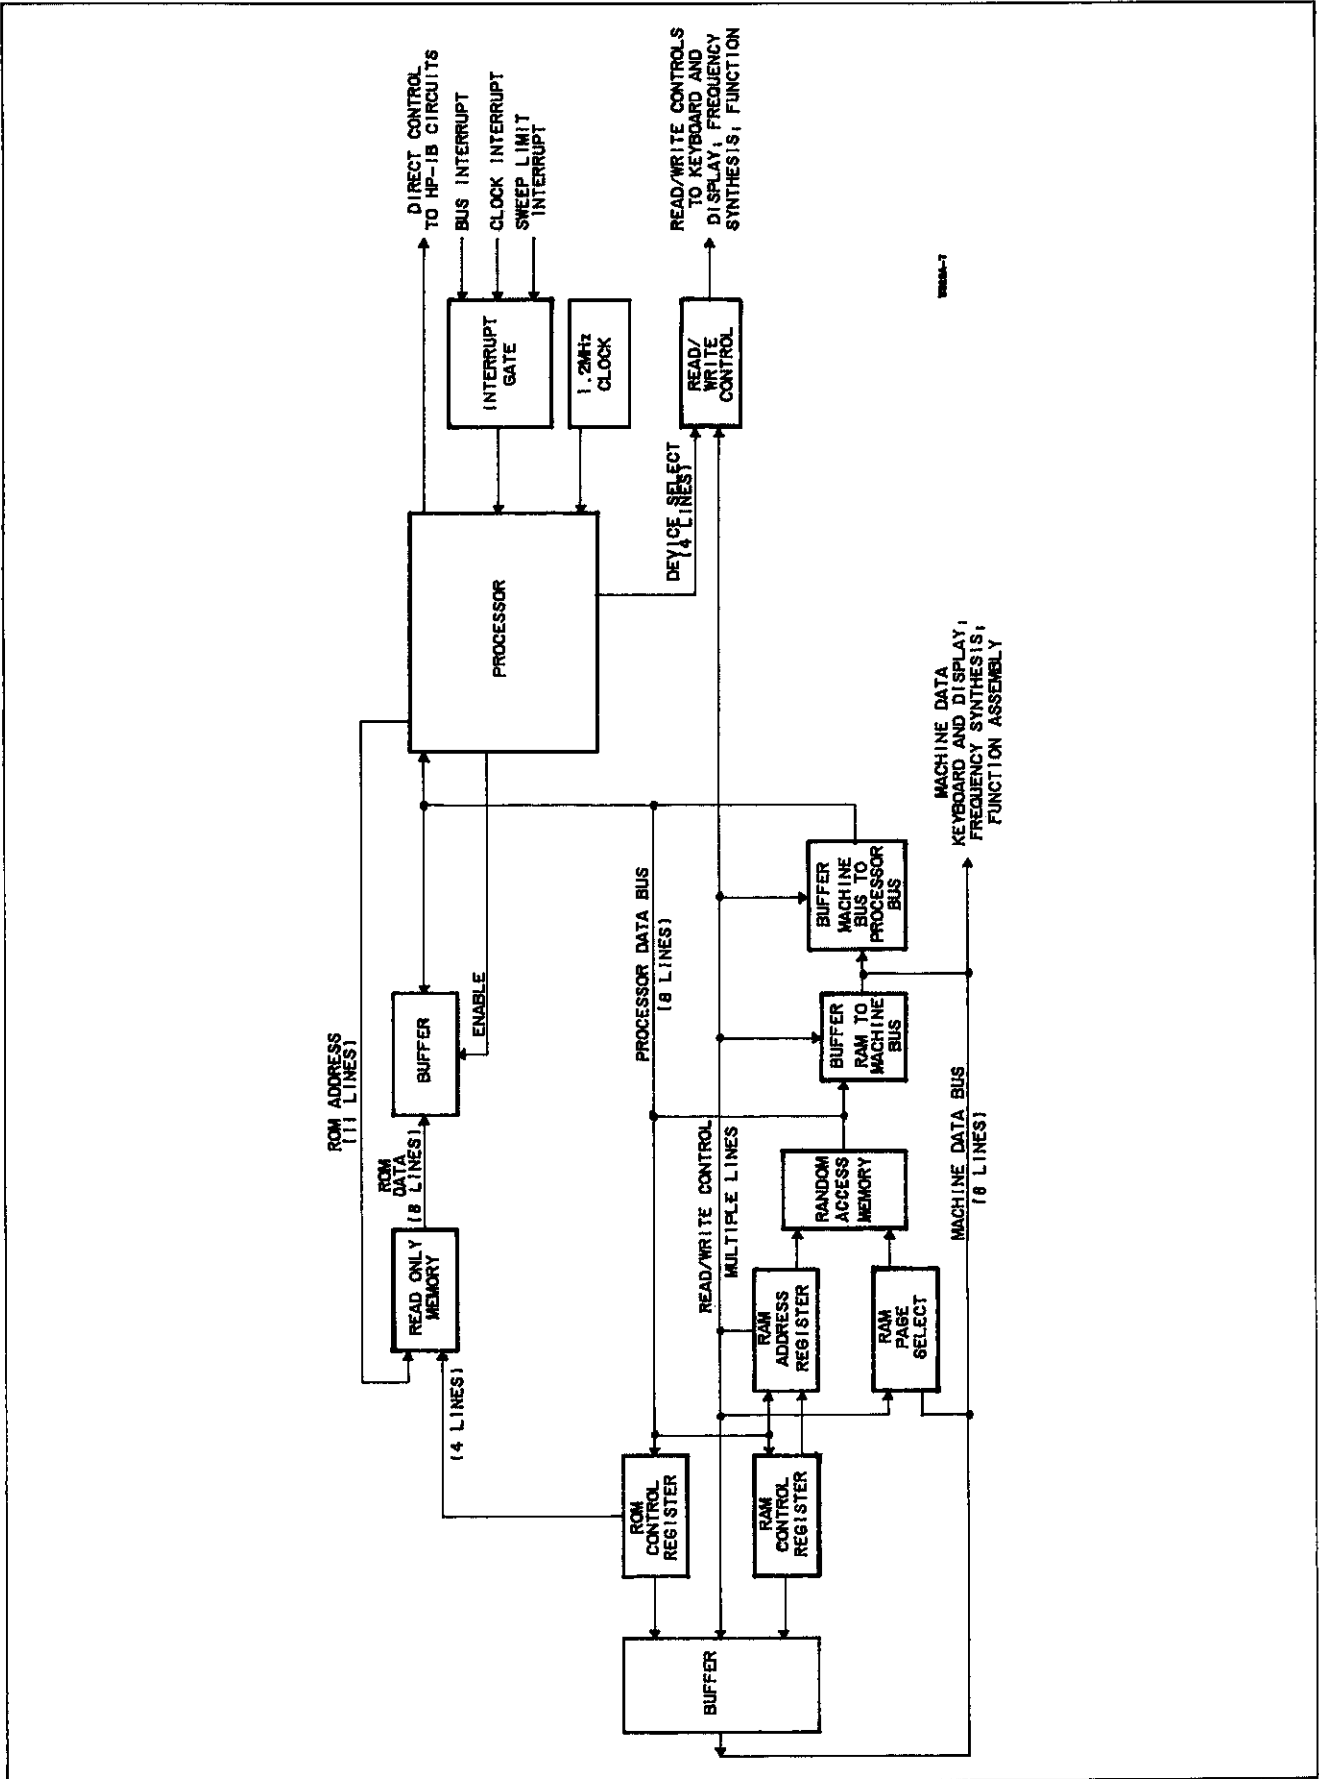 DIRECT CONTROL
TO HP-IB CIRCUITS
BUS INTERRUPT
CLOCK INTERRUPT
SWEEP LIMIT
INTERRUPT
INTERRUPT
GATE
1.2MHz
CLOCK
READ/WRITE CONTROLS
TO KEYBOARD AND
DISPLAY; FREQUENCY
SYNTHESIS; FUNCTION
READ/
WRITE
CONTROL
DEVICE SELECT
(4 LINES)
PROCESSOR
ROM ADDRESS
(11 LINES)
BUFFER
ENABLE
ROM
DATA
(8 LINES)
READ ONLY
MEMORY
(4 LINES)
PROCESSOR DATA BUS
(8 LINES)
READ/WRITE CONTROL
MULTIPLE LINES
BUFFER
MACHINE
BUS TO
PROCESSOR
BUS
BUFFER
RAM TO
MACHINE
BUS
MACHINE DATA
KEYBOARD AND DISPLAY;
FREQUENCY SYNTHESIS;
FUNCTION ASSEMBLY
RANDOM
ACCESS
MEMORY
MACHINE DATA BUS
(8 LINES)
RAM
ADDRESS
REGISTER
RAM
PAGE
SELECT
ROM
CONTROL
REGISTER
RAM
CONTROL
REGISTER
BUFFER